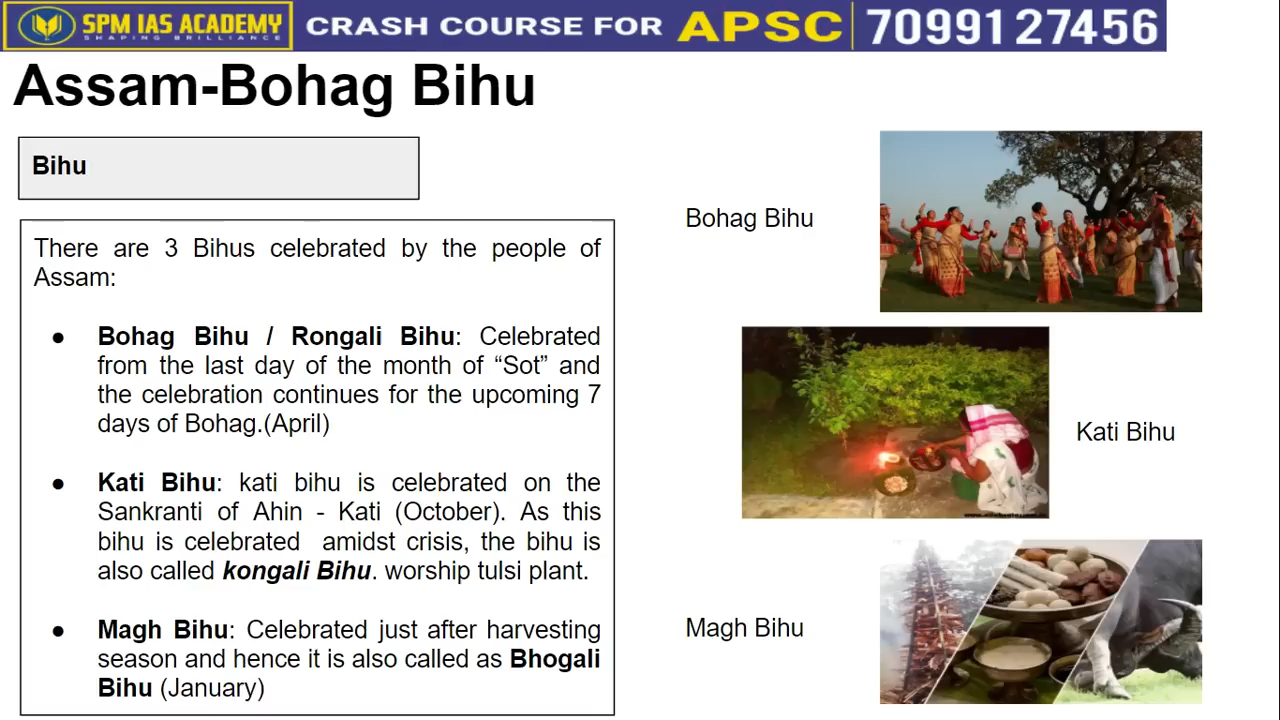 SPM IAS ACADEMY
SHAPING BRILLIANCE
CRASH COURSE FOR APSC 70991 27456
Assam-Bohag Bihu
Bihu
There are 3 Bihus celebrated by the people of
Assam:
● Bohag Bihu / Rongali Bihu: Celebrated
from the last day of the month of “Sot” and
the celebration continues for the upcoming 7
days of Bohag.(April)
● Kati Bihu: kati bihu is celebrated on the
Sankranti of Ahin - Kati (October). As this
bihu is celebrated amidst crisis, the bihu is
also called kongali Bihu. worship tulsi plant.
● Magh Bihu: Celebrated just after harvesting
season and hence it is also called as Bhogali
Bihu (January)
Bohag Bihu
Kati Bihu
Magh Bihu